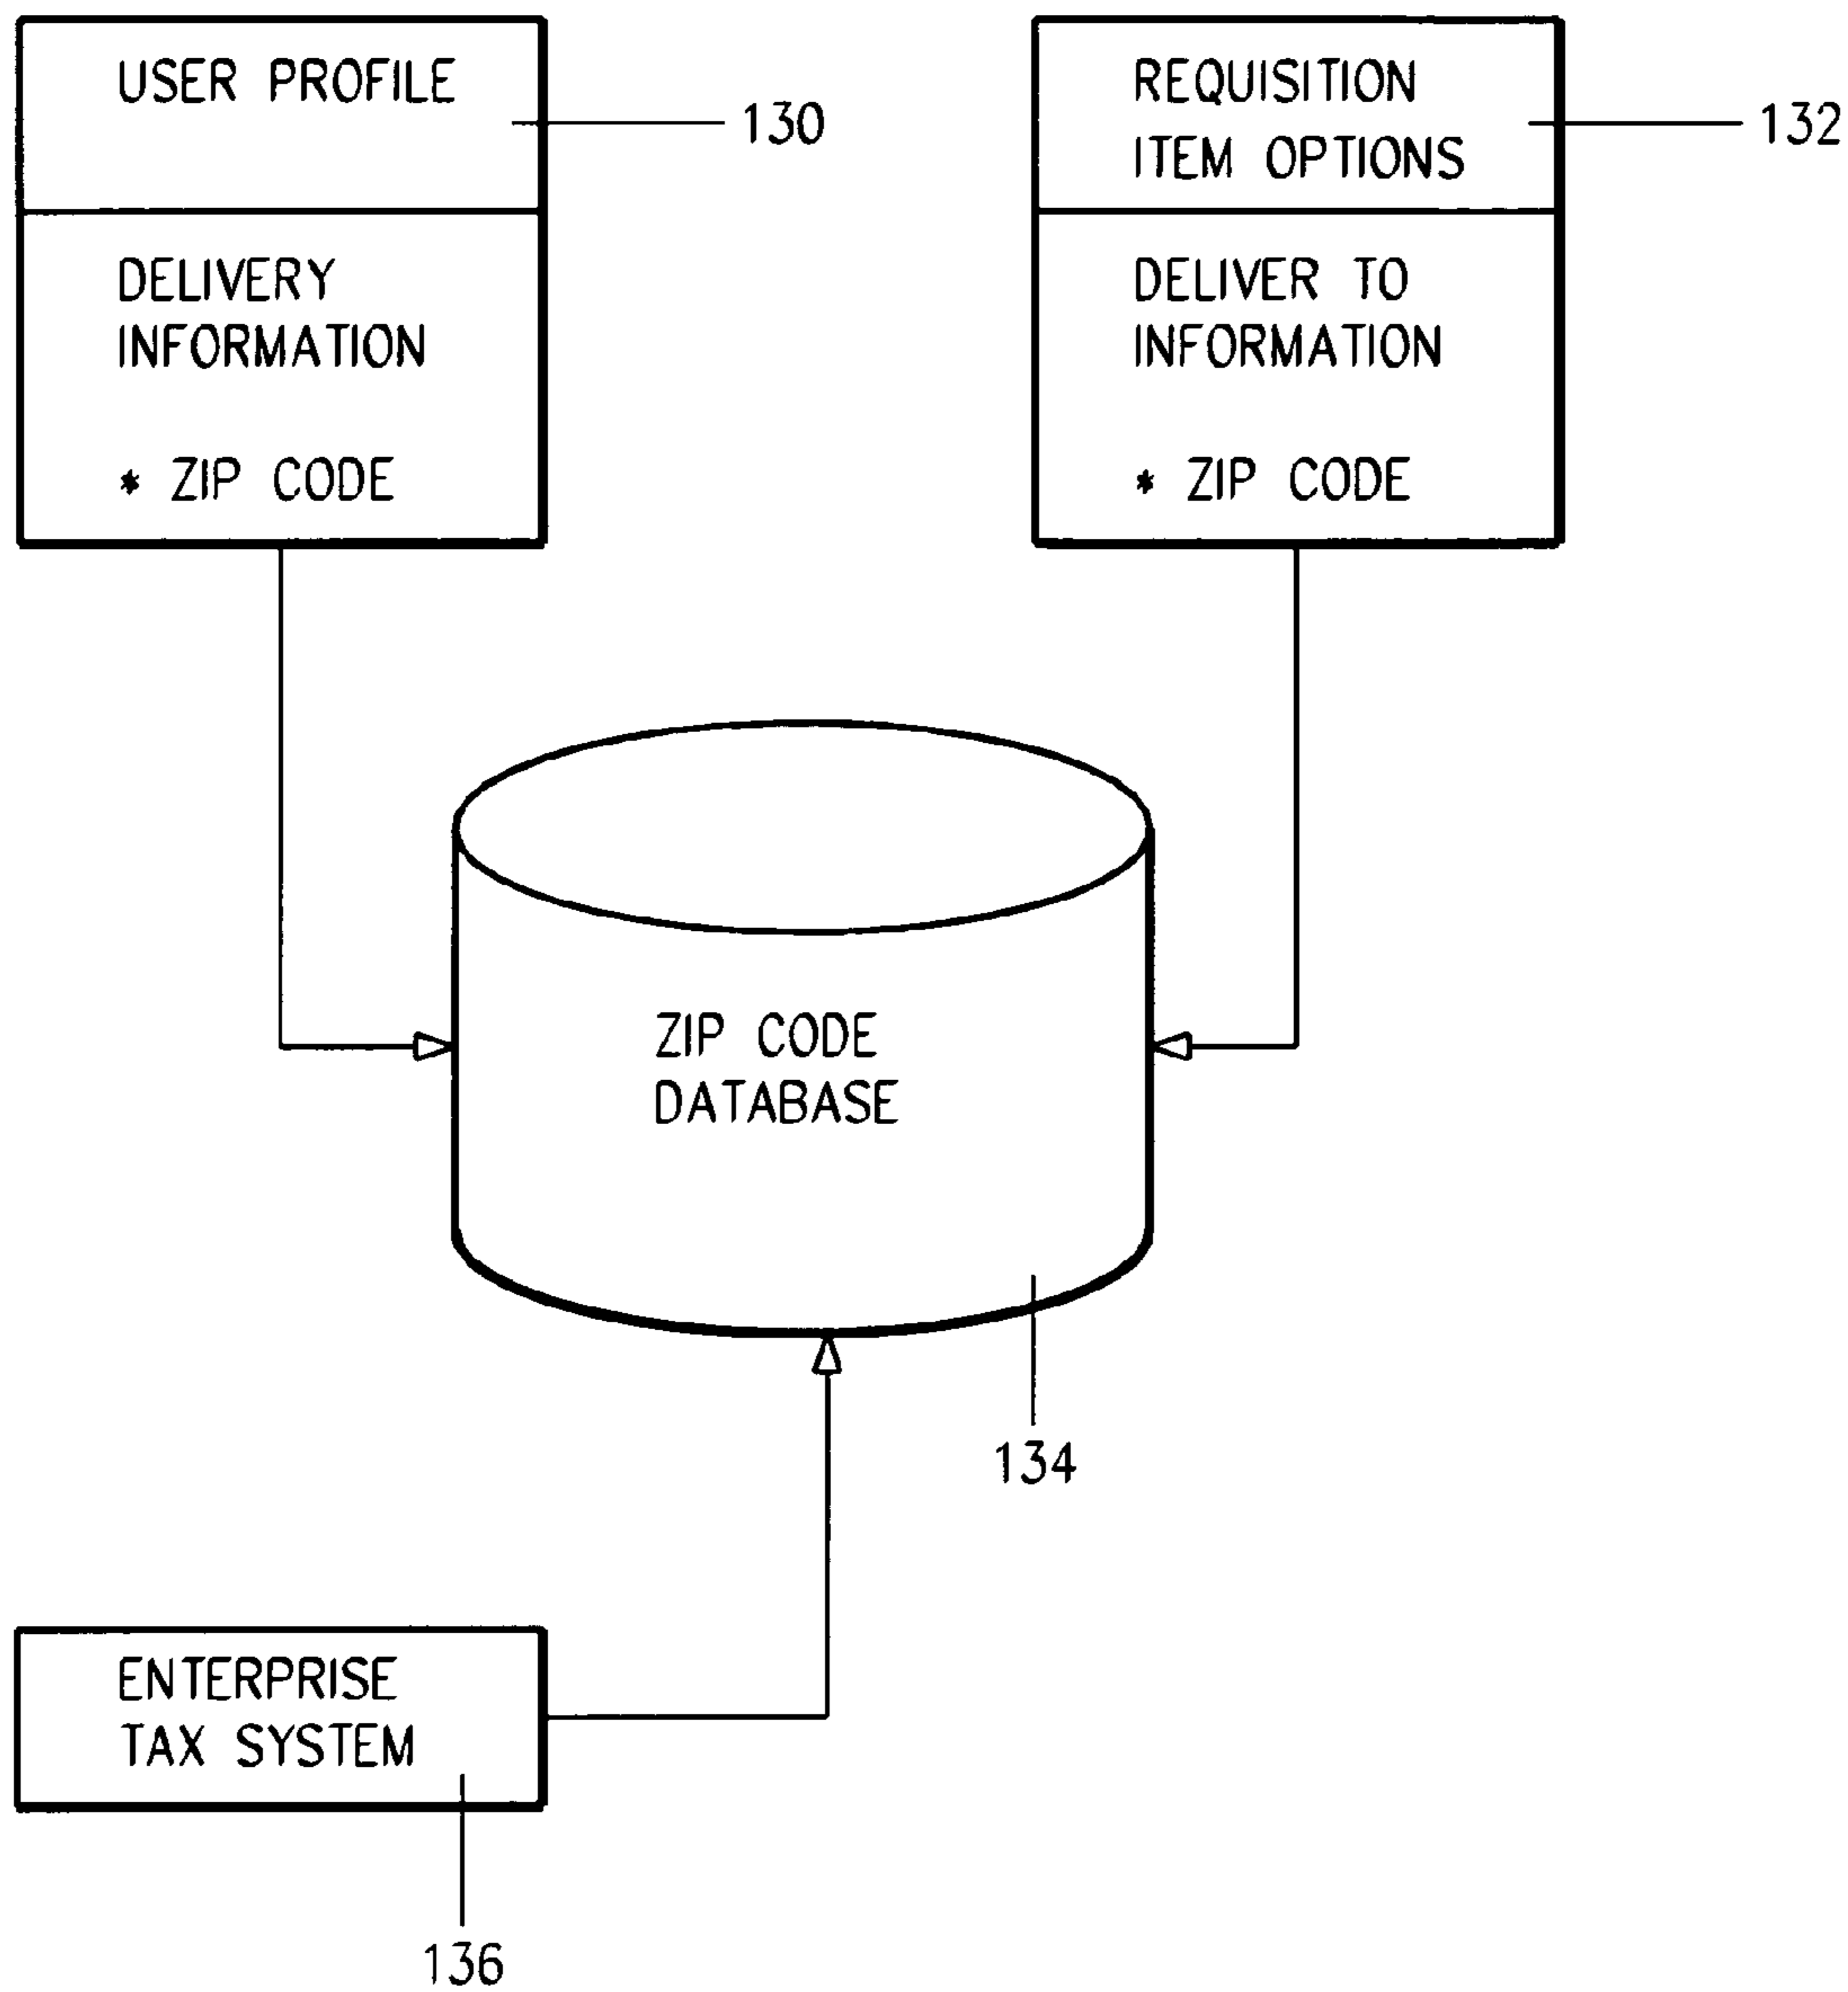 USER PROFILE
130
DELIVERY
INFORMATION
* ZIP CODE
REQUISITION
ITEM OPTIONS
132
DELIVER TO
INFORMATION
* ZIP CODE
ZIP CODE
DATABASE
134
ENTERPRISE
TAX SYSTEM
136